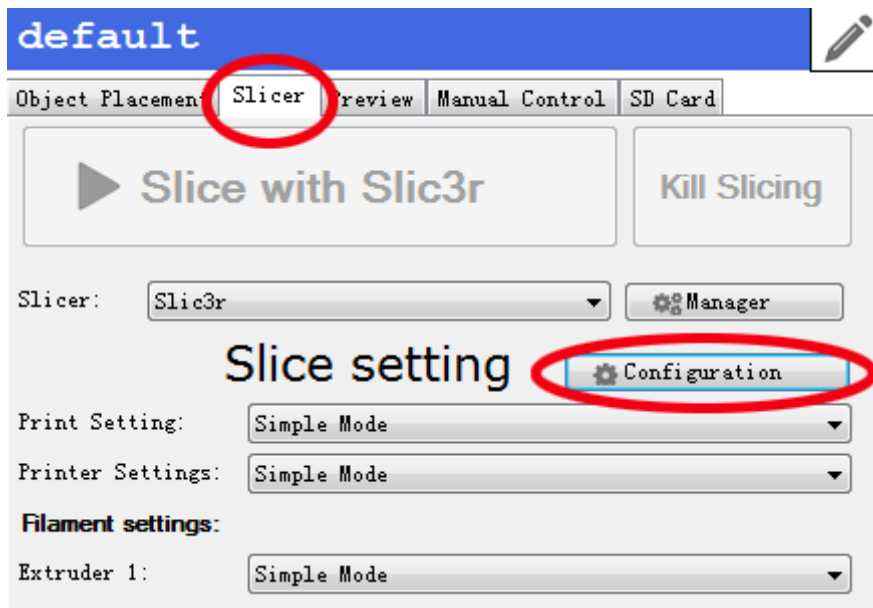 default
Object Placemen Slicer Preview Manual Control SD Card
Slice with Slic3r Kill Slicing
Slicer: Slic3r Manager
Slice setting Configuration
Print Setting: Simple Mode
Printer Settings: Simple Mode
Filament settings:
Extruder 1: Simple Mode